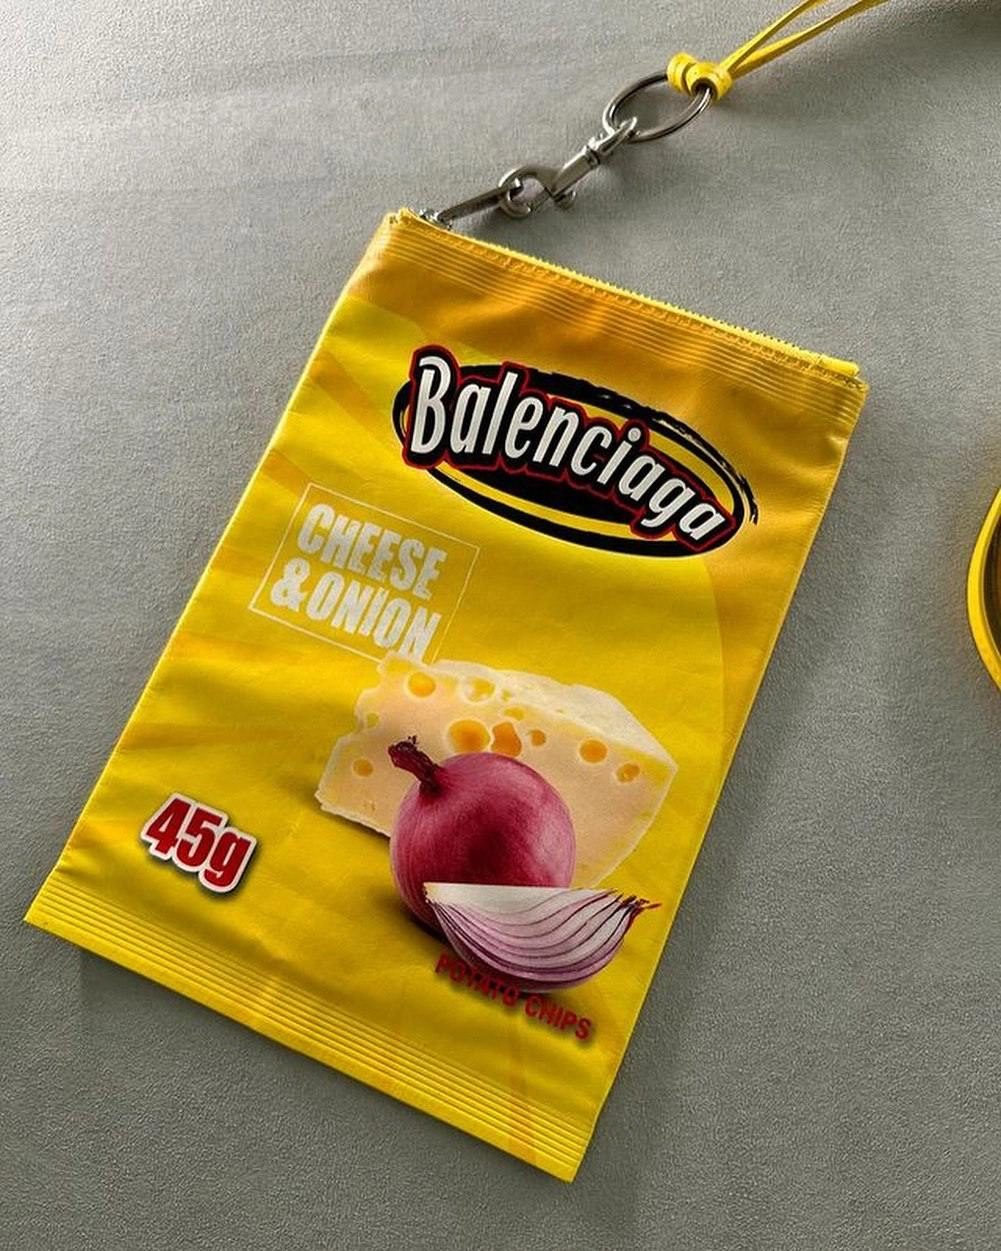 Balenciaga
CHEESE
& ONION
45g
POTATO CHIPS